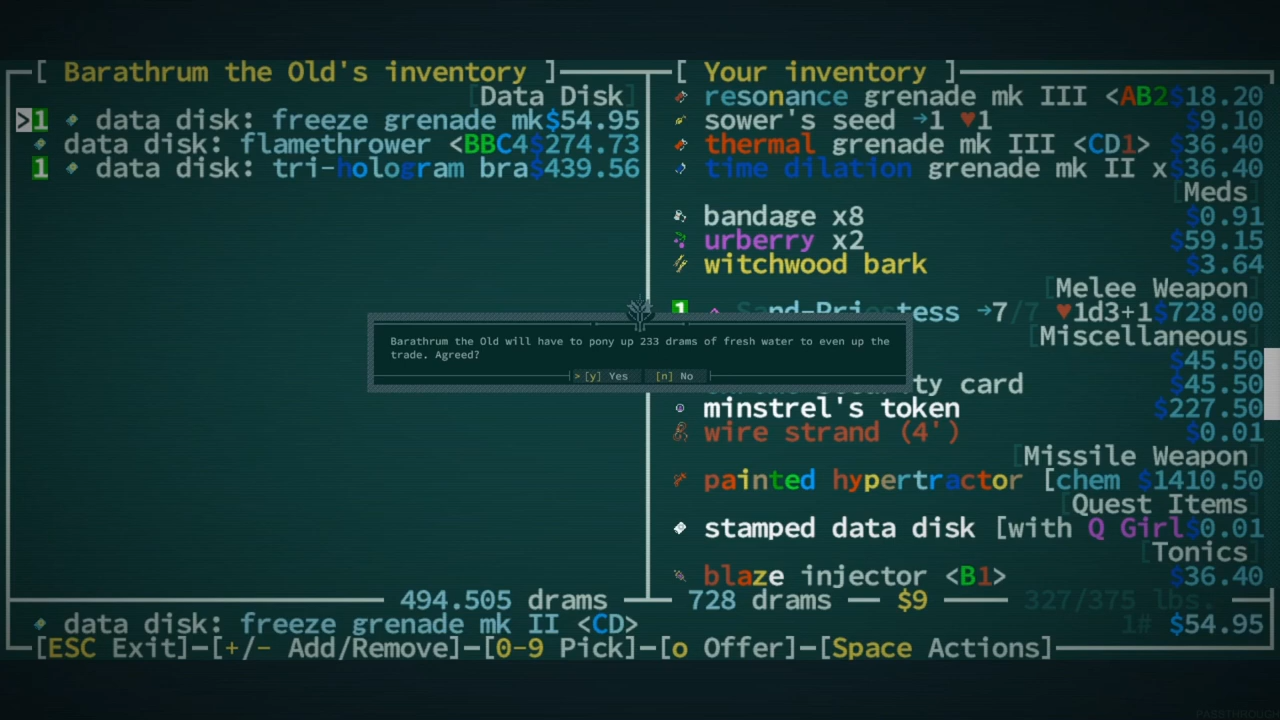 [ Barathrum the Old's inventory ]
[Data Disk]
>1 data disk: freeze grenade mk$54.95
data disk: flamethrower <BBC4$274.73
1 data disk: tri-hologram bra$439.56
[ Your inventory ]
resonance grenade mk III <AB2$18.20
sower's seed →1 ♥1 $9.10
thermal grenade mk III <CD1> $36.40
time dilation grenade mk II x$36.40
[Meds]
bandage x8 $0.91
urberry x2 $59.15
witchwood bark $3.64
[Melee Weapon]
1 Sand-Priestess →7/7 ♥1d3+1$728.00
[Miscellaneous]
$45.50
ty card $45.50
minstrel's token $227.50
wire strand (4') $0.01
[Missile Weapon]
painted hypertractor [chem $1410.50
[Quest Items]
stamped data disk [with Q Girl$0.01
[Tonics]
blaze injector <B1> $36.40
Barathrum the Old will have to pony up 233 drams of fresh water to even up the
trade. Agreed?
> [y] Yes [n] No
494.505 drams 728 drams $9 327/375 lbs.
data disk: freeze grenade mk II <CD> 1# $54.95
[ESC Exit]-[+/- Add/Remove]-[0-9 Pick]-[o Offer]-[Space Actions]